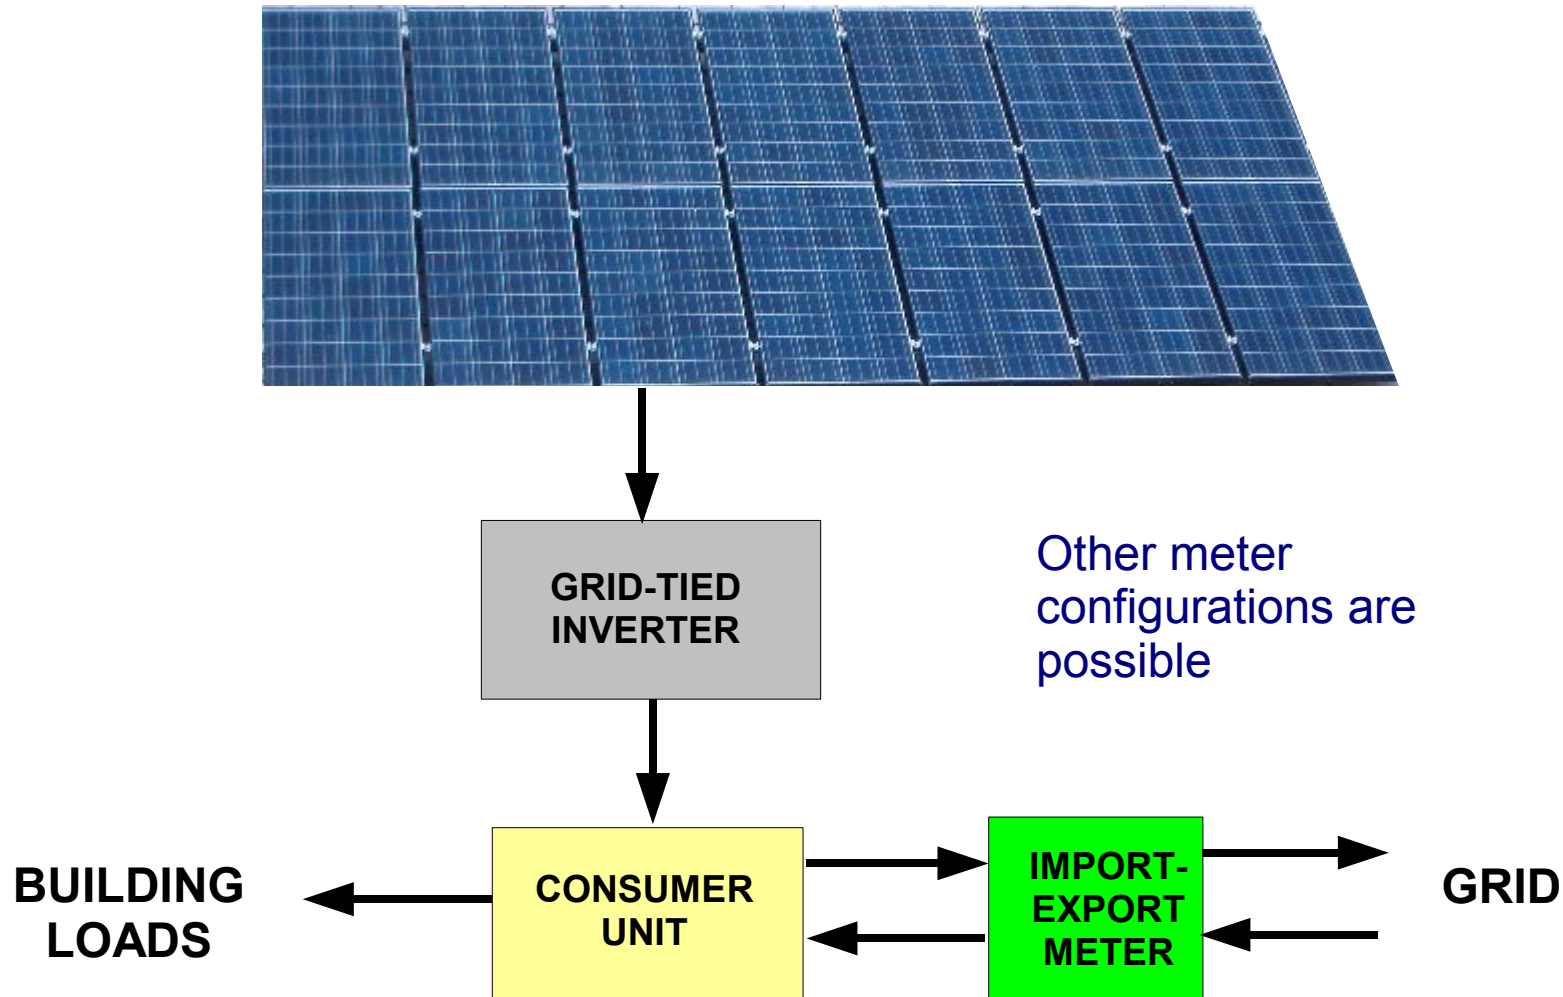 GRID-TIED
INVERTER
Other meter
configurations are
possible
BUILDING
LOADS
CONSUMER
UNIT
IMPORT-
EXPORT
METER
GRID